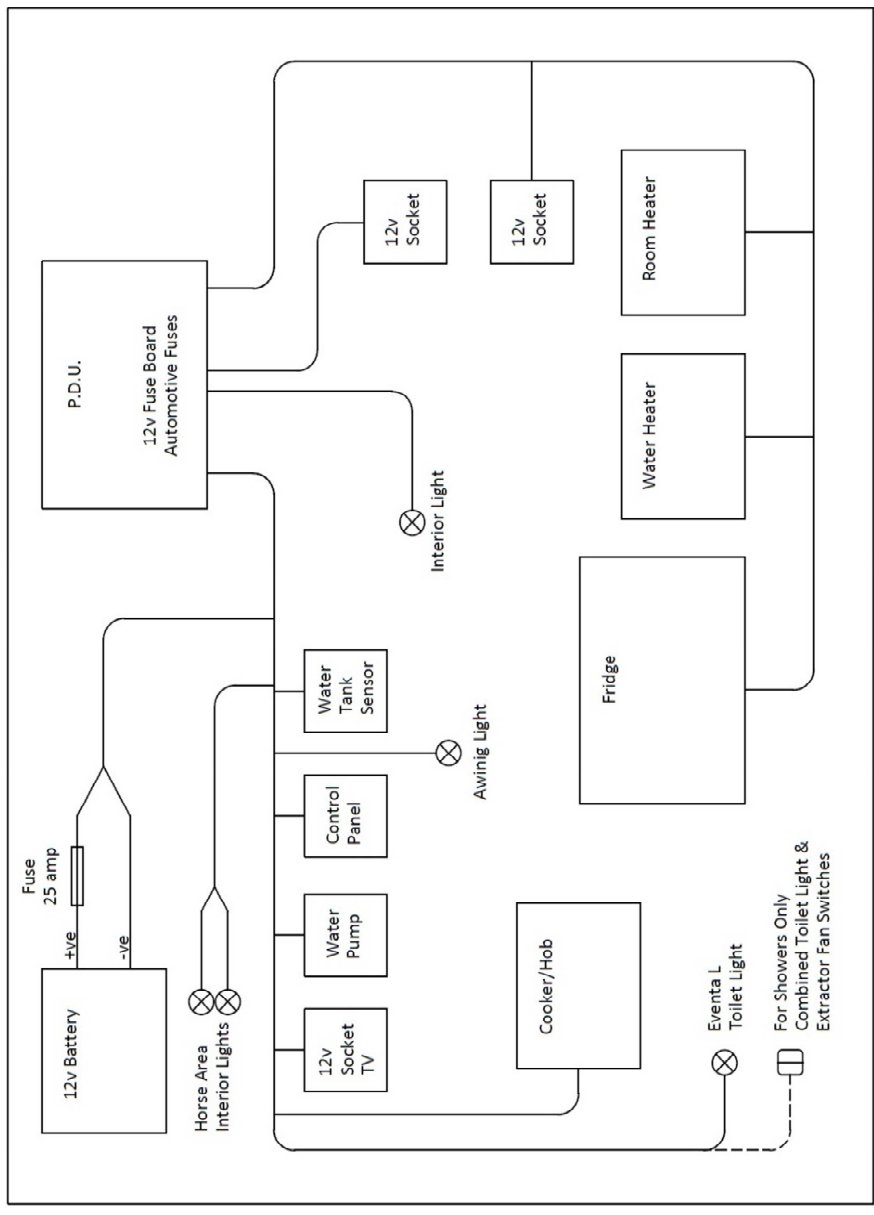 12v Battery
+ve
-ve
Fuse
25 amp
P.D.U.
12v Fuse Board
Automotive Fuses
Horse Area
Interior Lights
12v
Socket
TV
Water
Pump
Control
Panel
Water
Tank
Sensor
Awinig Light
Interior Light
12v
Socket
12v
Socket
Cooker/Hob
Fridge
Water Heater
Room Heater
Eventa L
Toilet Light
For Showers Only
Combined Toilet Light &
Extractor Fan Switches